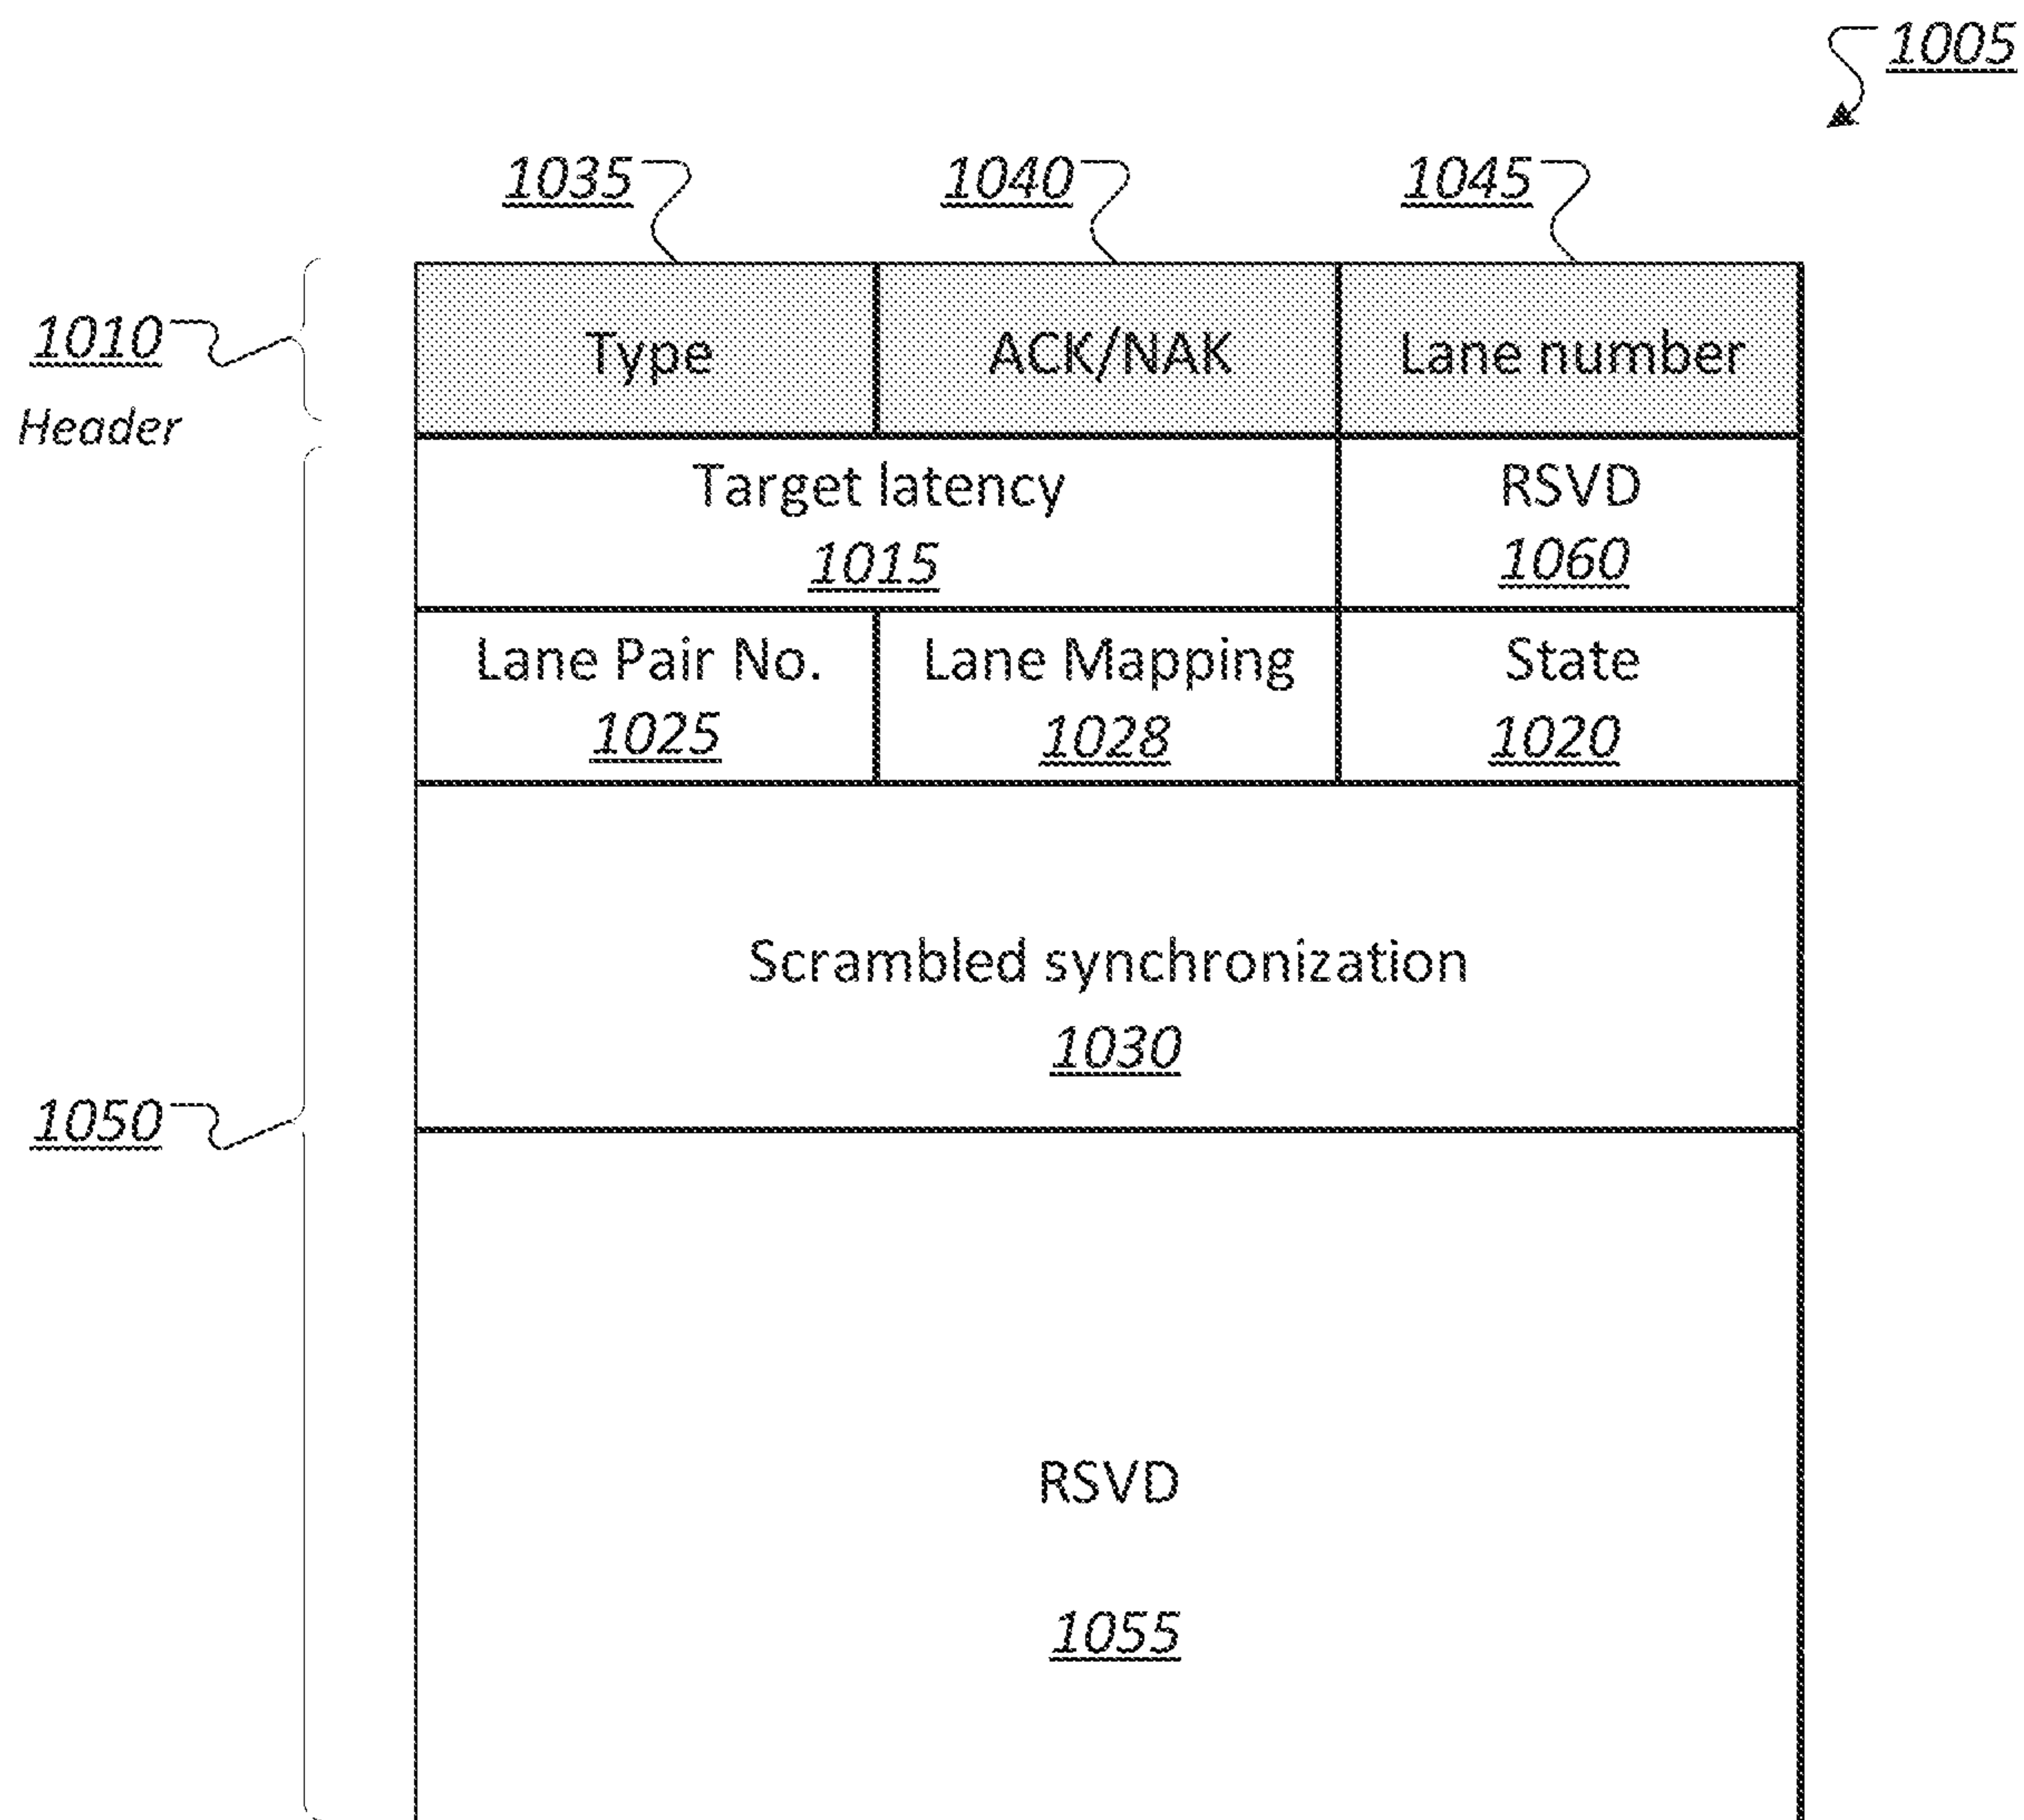 1005
1035 1040 1045
1010
Header
Type ACK/NAK Lane number
Target latency RSVD
1015 1060
Lane Pair No. Lane Mapping State
1025 1028 1020
Scrambled synchronization
1030
1050
RSVD
1055